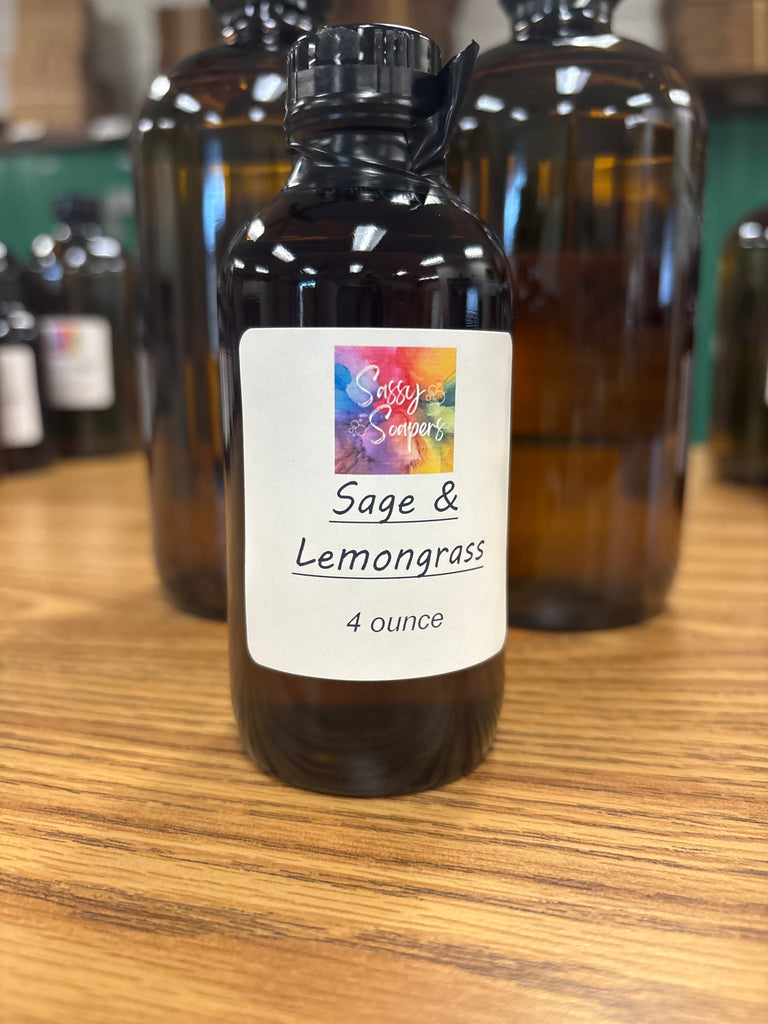 Sassy
Soapers
Sage &
Lemongrass
4 ounce